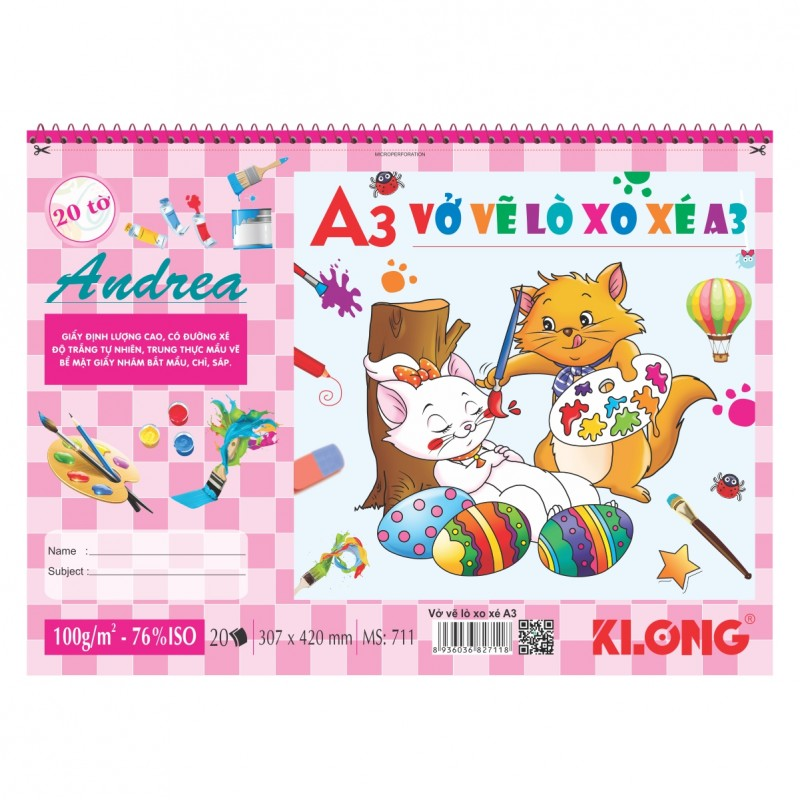 MICROPERFORATION
20 tờ
A3 VỞ VẼ LÒ XO XÉ A3
Andrea
GIẤY ĐỊNH LƯỢNG CAO, CÓ ĐƯỜNG XÉ
ĐỘ TRẮNG TỰ NHIÊN, TRUNG THỰC MẦU VẼ
BỀ MẶT GIẤY NHÁM BẮT MẦU, CHÌ, SÁP.
Name :
Subject :
100g/m² - 76%ISO 20 307 x 420 mm MS: 711
Vở vẽ lò xo xé A3
8 936036 827118
KLONG®